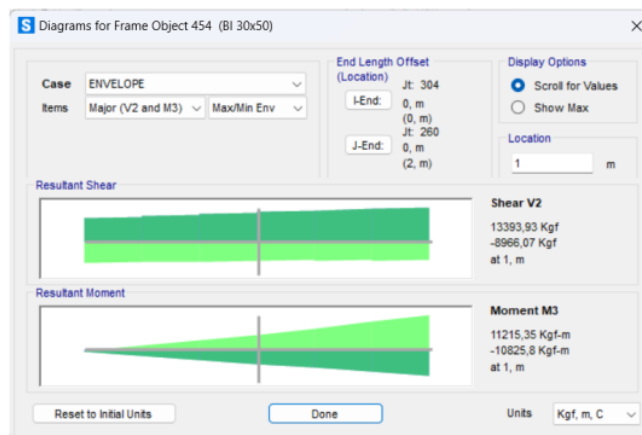 S Diagrams for Frame Object 454 (BI 30x50)
Case ENVELOPE
Items Major (V2 and M3) Max/Min Env
End Length Offset
(Location)
Jt: 304
I-End: 0, m
(0, m)
Jt: 260
J-End: 0, m
(2, m)
Display Options
Scroll for Values
Show Max
Location
1 m
Resultant Shear
Shear V2
13393,93 Kgf
-8966,07 Kgf
at 1, m
Resultant Moment
Moment M3
11215,35 Kgf-m
-10825,8 Kgf-m
at 1, m
Reset to Initial Units Done Units Kgf, m, C